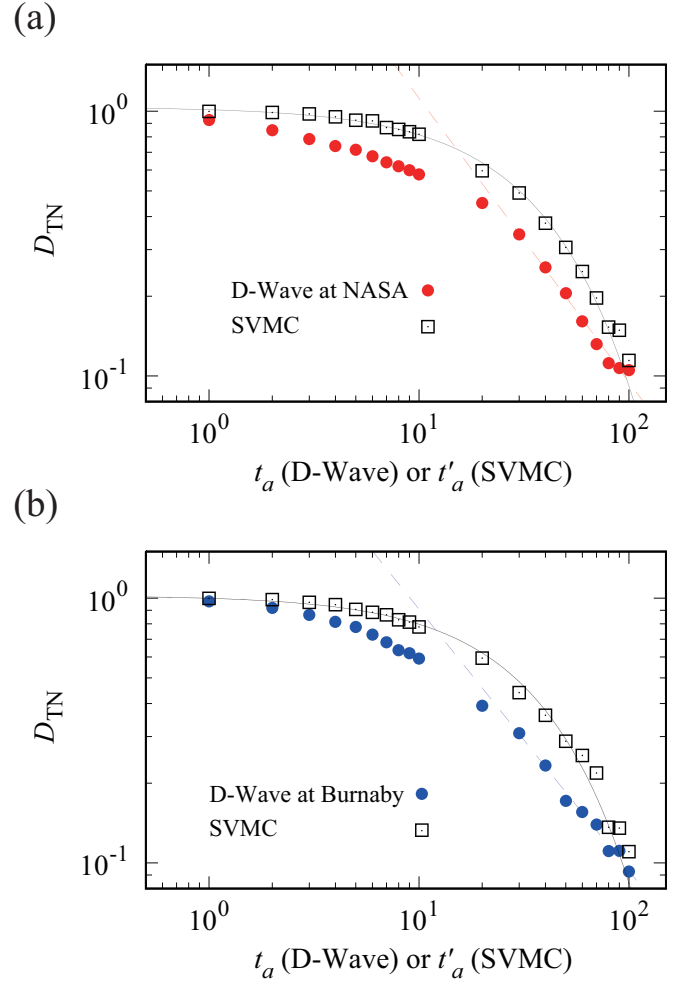 (a)
10^0
D_TN
D-Wave at NASA
SVMC
10^-1
10^0 10^1 10^2
t_a (D-Wave) or t'_a (SVMC)
(b)
10^0
D_TN
D-Wave at Burnaby
SVMC
10^-1
10^0 10^1 10^2
t_a (D-Wave) or t'_a (SVMC)